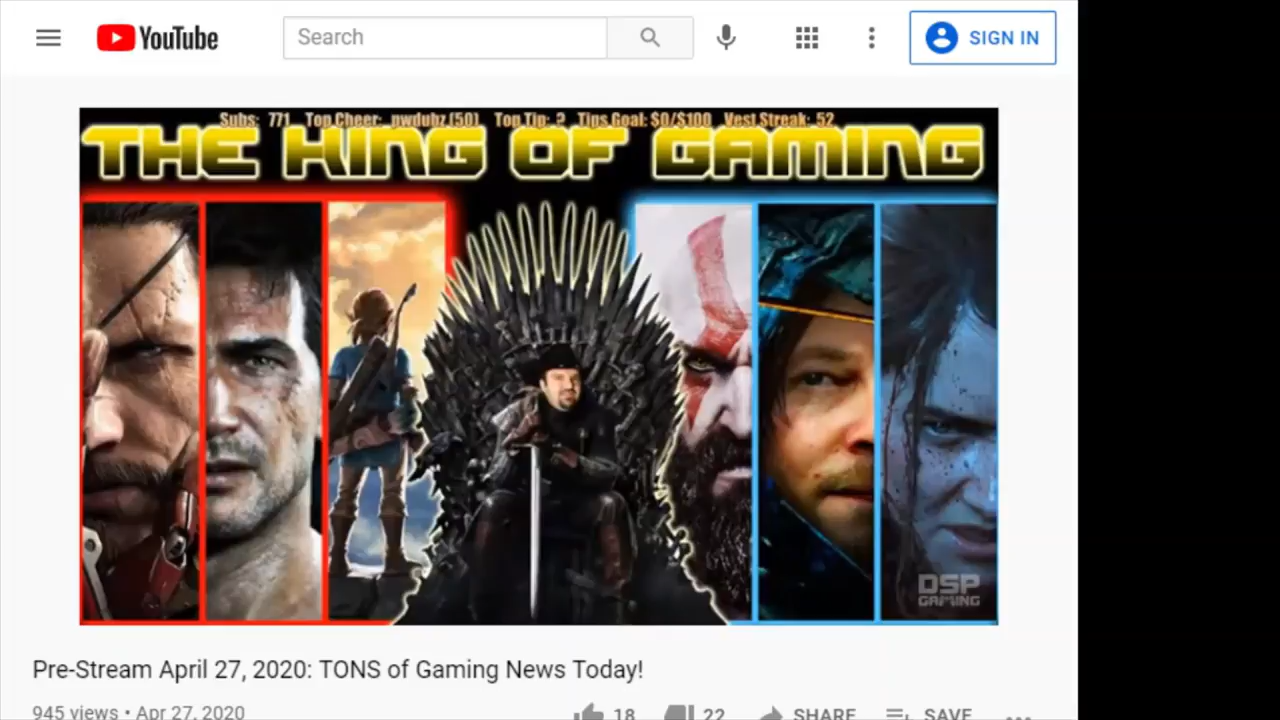 YouTube
Search
SIGN IN
Subs: 771 Top Cheer: pwdubz (50) Top Tip: ? Tips Goal: $0/$100 Vest Streak: 52
THE KING OF GAMING
DSP
GAMING
Pre-Stream April 27, 2020: TONS of Gaming News Today!
945 views • Apr 27, 2020
18
22
SHARE
SAVE